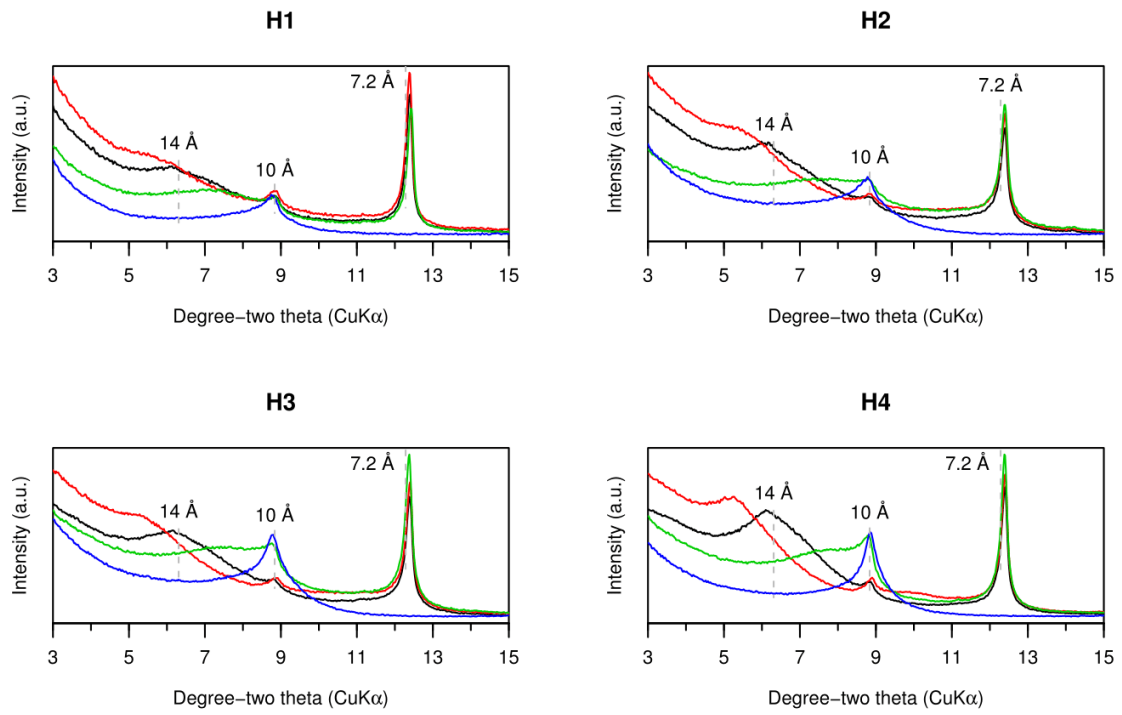 H1
Intensity (a.u.)
7.2 Å
14 Å
10 Å
3 5 7 9 11 13 15
Degree−two theta (CuKα)
H2
Intensity (a.u.)
7.2 Å
14 Å
10 Å
3 5 7 9 11 13 15
Degree−two theta (CuKα)
H3
Intensity (a.u.)
7.2 Å
14 Å
10 Å
3 5 7 9 11 13 15
Degree−two theta (CuKα)
H4
Intensity (a.u.)
7.2 Å
14 Å
10 Å
3 5 7 9 11 13 15
Degree−two theta (CuKα)